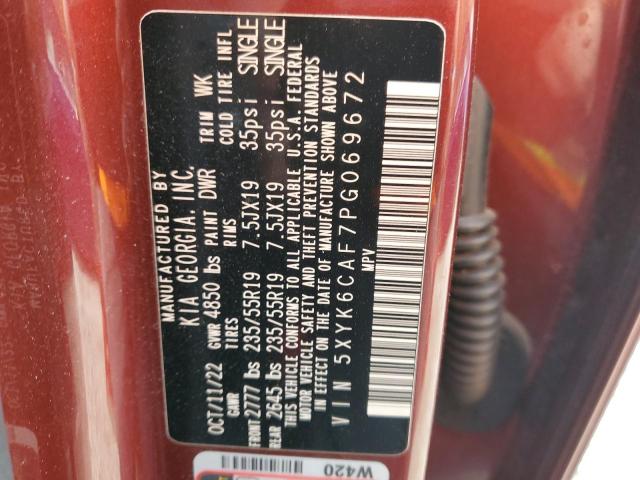 MANUFACTURED BY
KIA GEORGIA, INC.
OCT/11/22 GVWR 4850 lbs PAINT DWR TRIM WK
GAWR TIRES RIMS COLD TIRE INFL
FRONT 2777 lbs 235/55R19 7.5JX19 35psi SINGLE
REAR 2645 lbs 235/55R19 7.5JX19 35psi SINGLE
THIS VEHICLE CONFORMS TO ALL APPLICABLE U.S.A. FEDERAL
MOTOR VEHICLE SAFETY AND THEFT PREVENTION STANDARDS
IN EFFECT ON THE DATE OF MANUFACTURE SHOWN ABOVE
VIN 5XYK6CAF7PG069672
MPV
W420